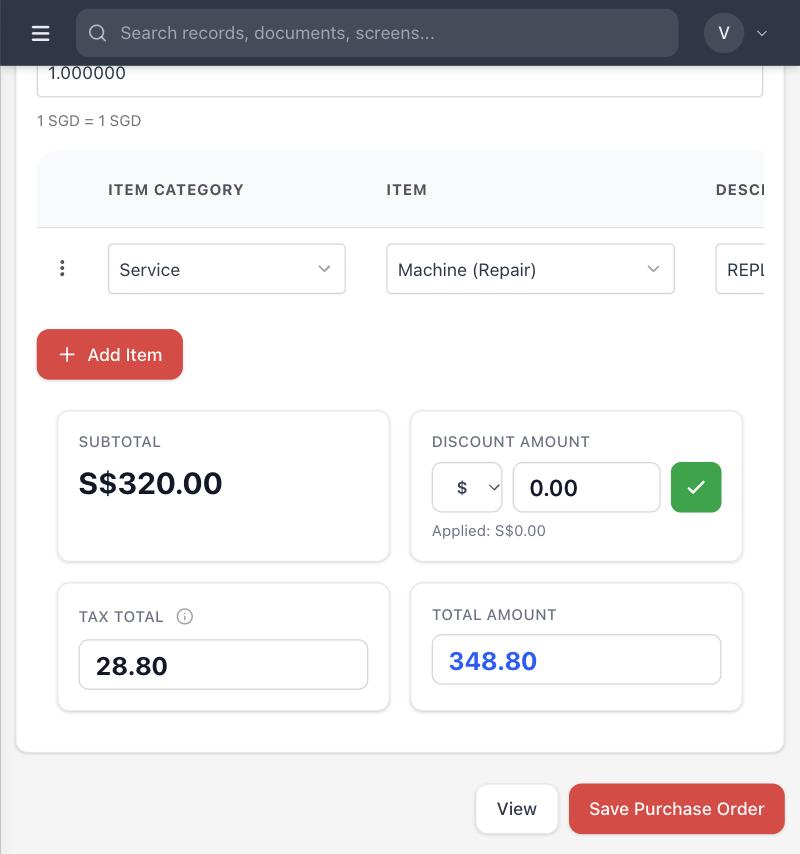 Search records, documents, screens...
V
1.000000
1 SGD = 1 SGD
ITEM CATEGORY
ITEM
Service
Machine (Repair)
Add Item
SUBTOTAL
S$320.00
DISCOUNT AMOUNT
$
0.00
Applied: S$0.00
TAX TOTAL
28.80
TOTAL AMOUNT
348.80
View
Save Purchase Order